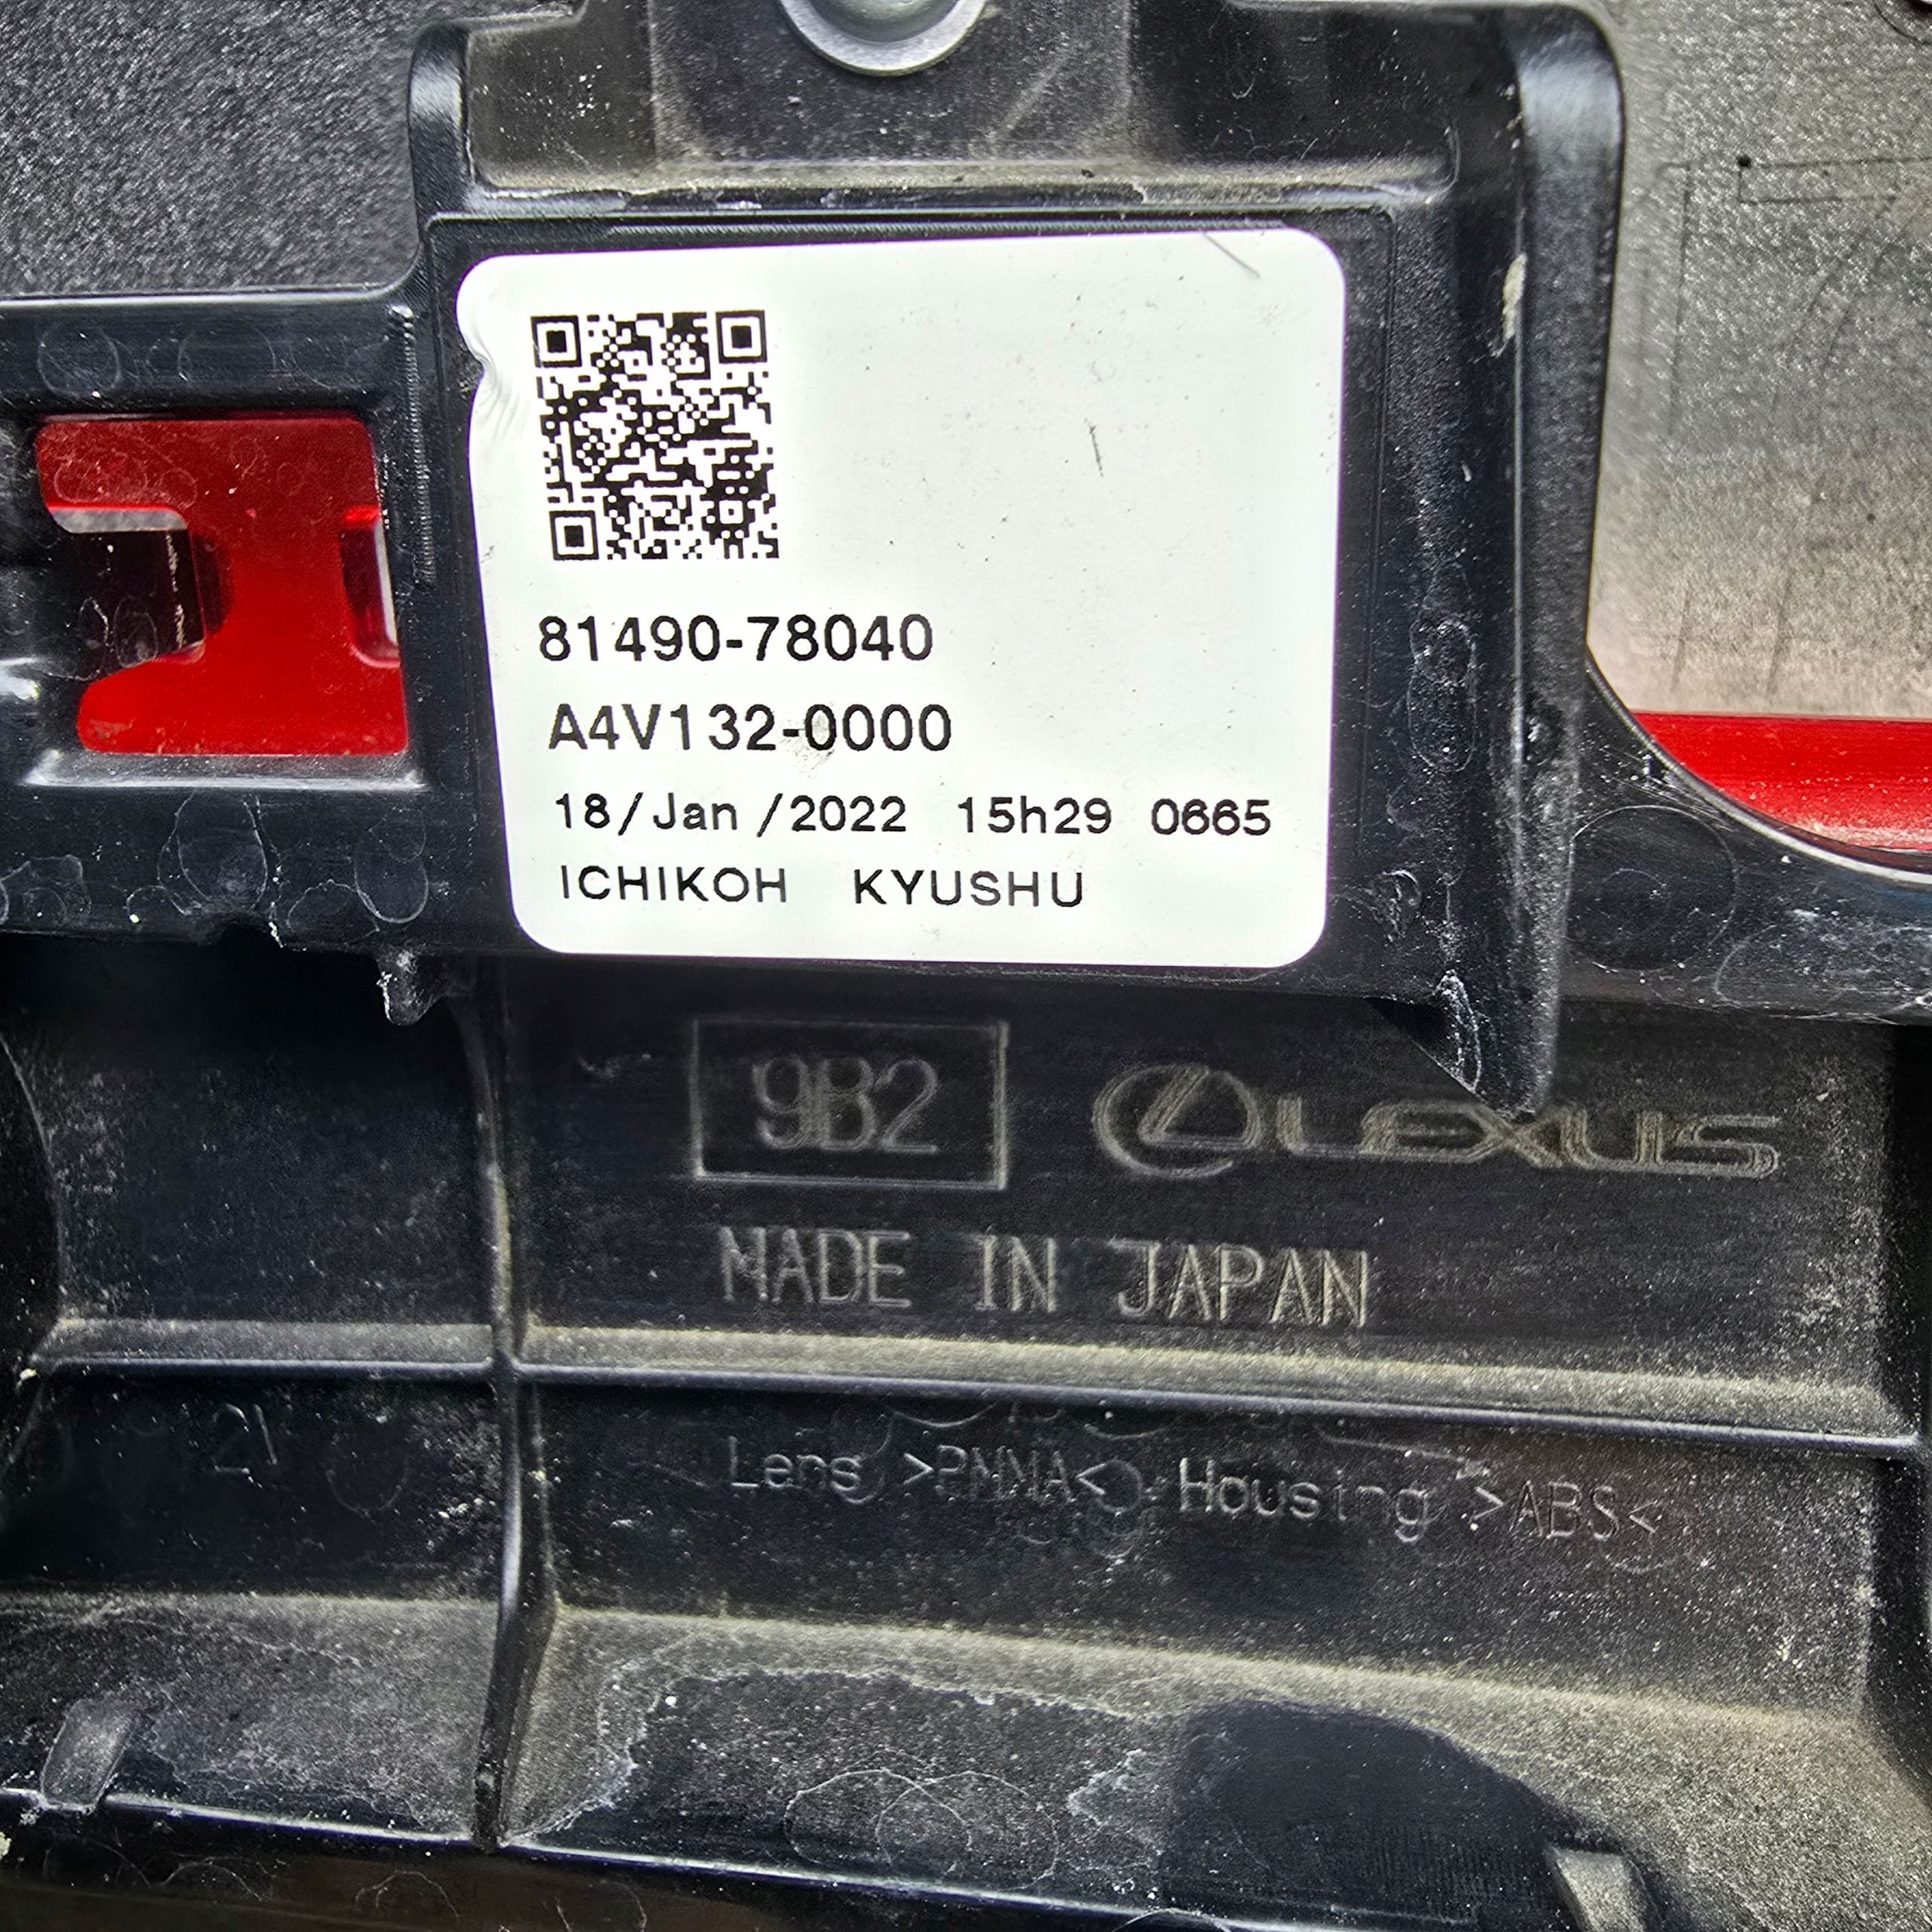 81490-78040
A4V132-0000
18/Jan /2022 15h29 0665
ICHIKOH KYUSHU
9B2 LEXUS
MADE IN JAPAN
21
Lens >PMMA< Housing >ABS<